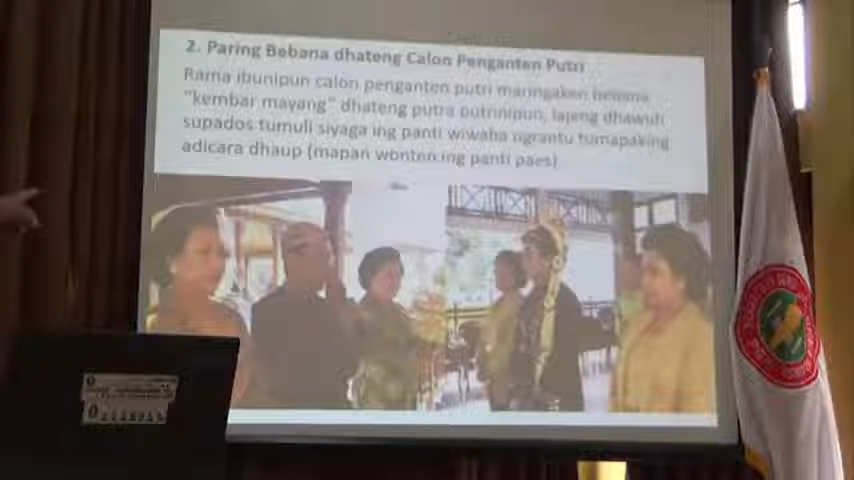 2. Paring Bebana dhateng Calon Penganten Putri
Rama ibunipun calon penganten putri maringaken bebana
"kembar mayang" dhateng putra putrinipun, lajeng dhawuh
supados tumuli siyaga ing panti wiwaha ngrantu tumapaking
adicara dhaup (mapan wonten ing panti paes)